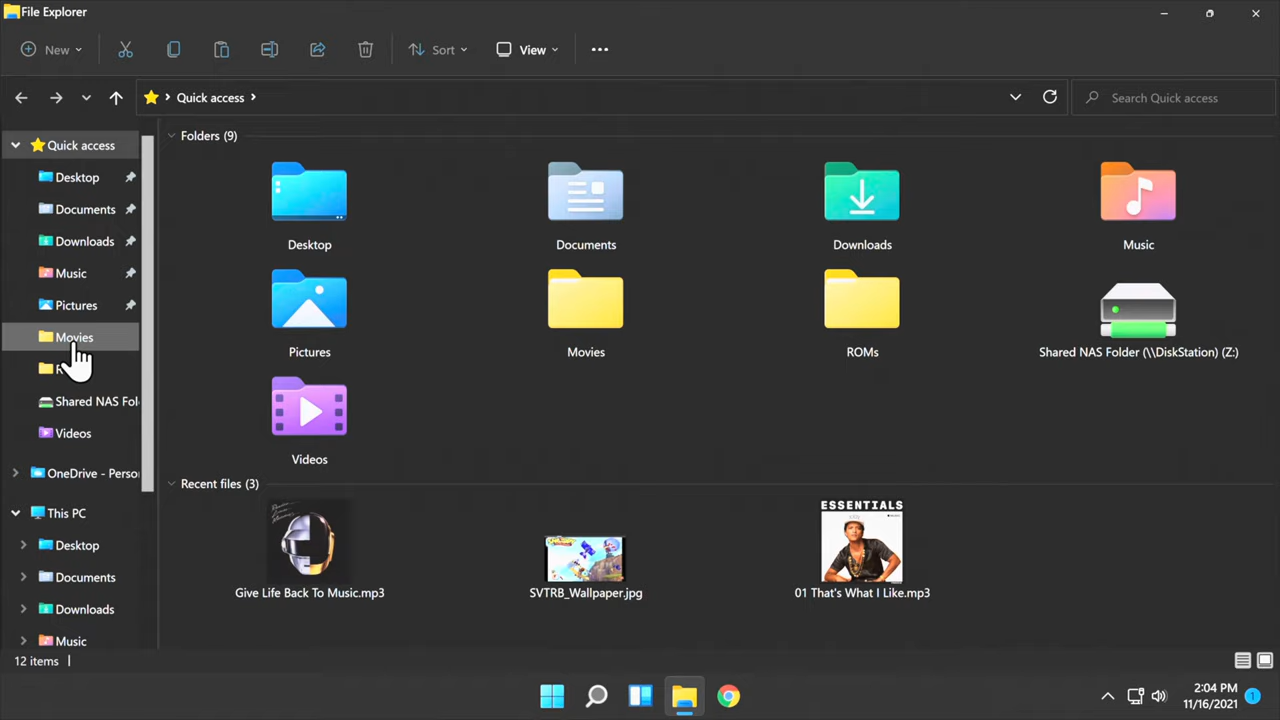 File Explorer
New
Sort
View
Quick access
Search Quick access
Quick access
Desktop
Documents
Downloads
Music
Pictures
Movies
Shared NAS Fol
Videos
OneDrive - Perso
This PC
Desktop
Documents
Downloads
Music
Folders (9)
Desktop
Documents
Downloads
Music
Pictures
Movies
ROMs
Shared NAS Folder (\\DiskStation) (Z:)
Videos
Recent files (3)
ESSENTIALS
Give Life Back To Music.mp3
SVTRB_Wallpaper.jpg
01 That's What I Like.mp3
12 items
2:04 PM
11/16/2021
1